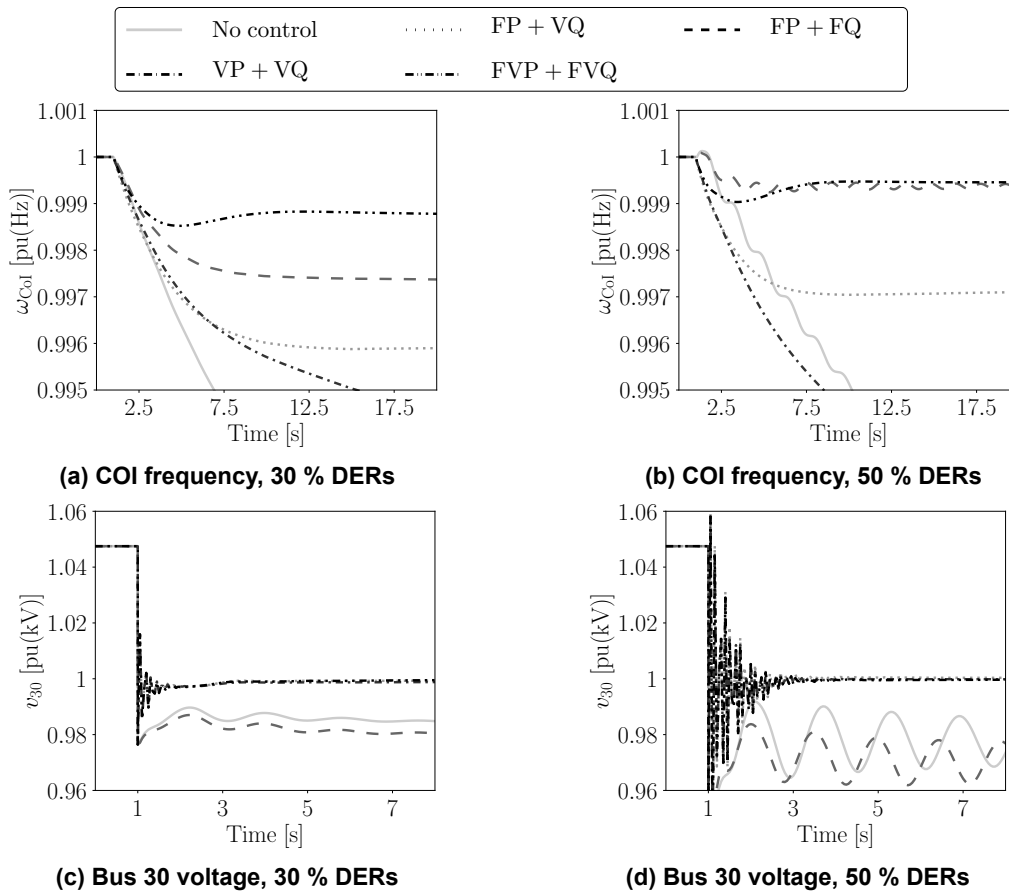 No control
FP + VQ
FP + FQ
VP + VQ
FVP + FVQ
1.001
1
0.999
0.998
0.997
0.996
0.995
ω_CoI [pu(Hz)]
2.5 7.5 12.5 17.5
Time [s]
(a) COI frequency, 30 % DERs
1.001
1
0.999
0.998
0.997
0.996
0.995
ω_CoI [pu(Hz)]
2.5 7.5 12.5 17.5
Time [s]
(b) COI frequency, 50 % DERs
1.06
1.04
1.02
1
0.98
0.96
v_30 [pu(kV)]
1 3 5 7
Time [s]
(c) Bus 30 voltage, 30 % DERs
1.06
1.04
1.02
1
0.98
0.96
v_30 [pu(kV)]
1 3 5 7
Time [s]
(d) Bus 30 voltage, 50 % DERs